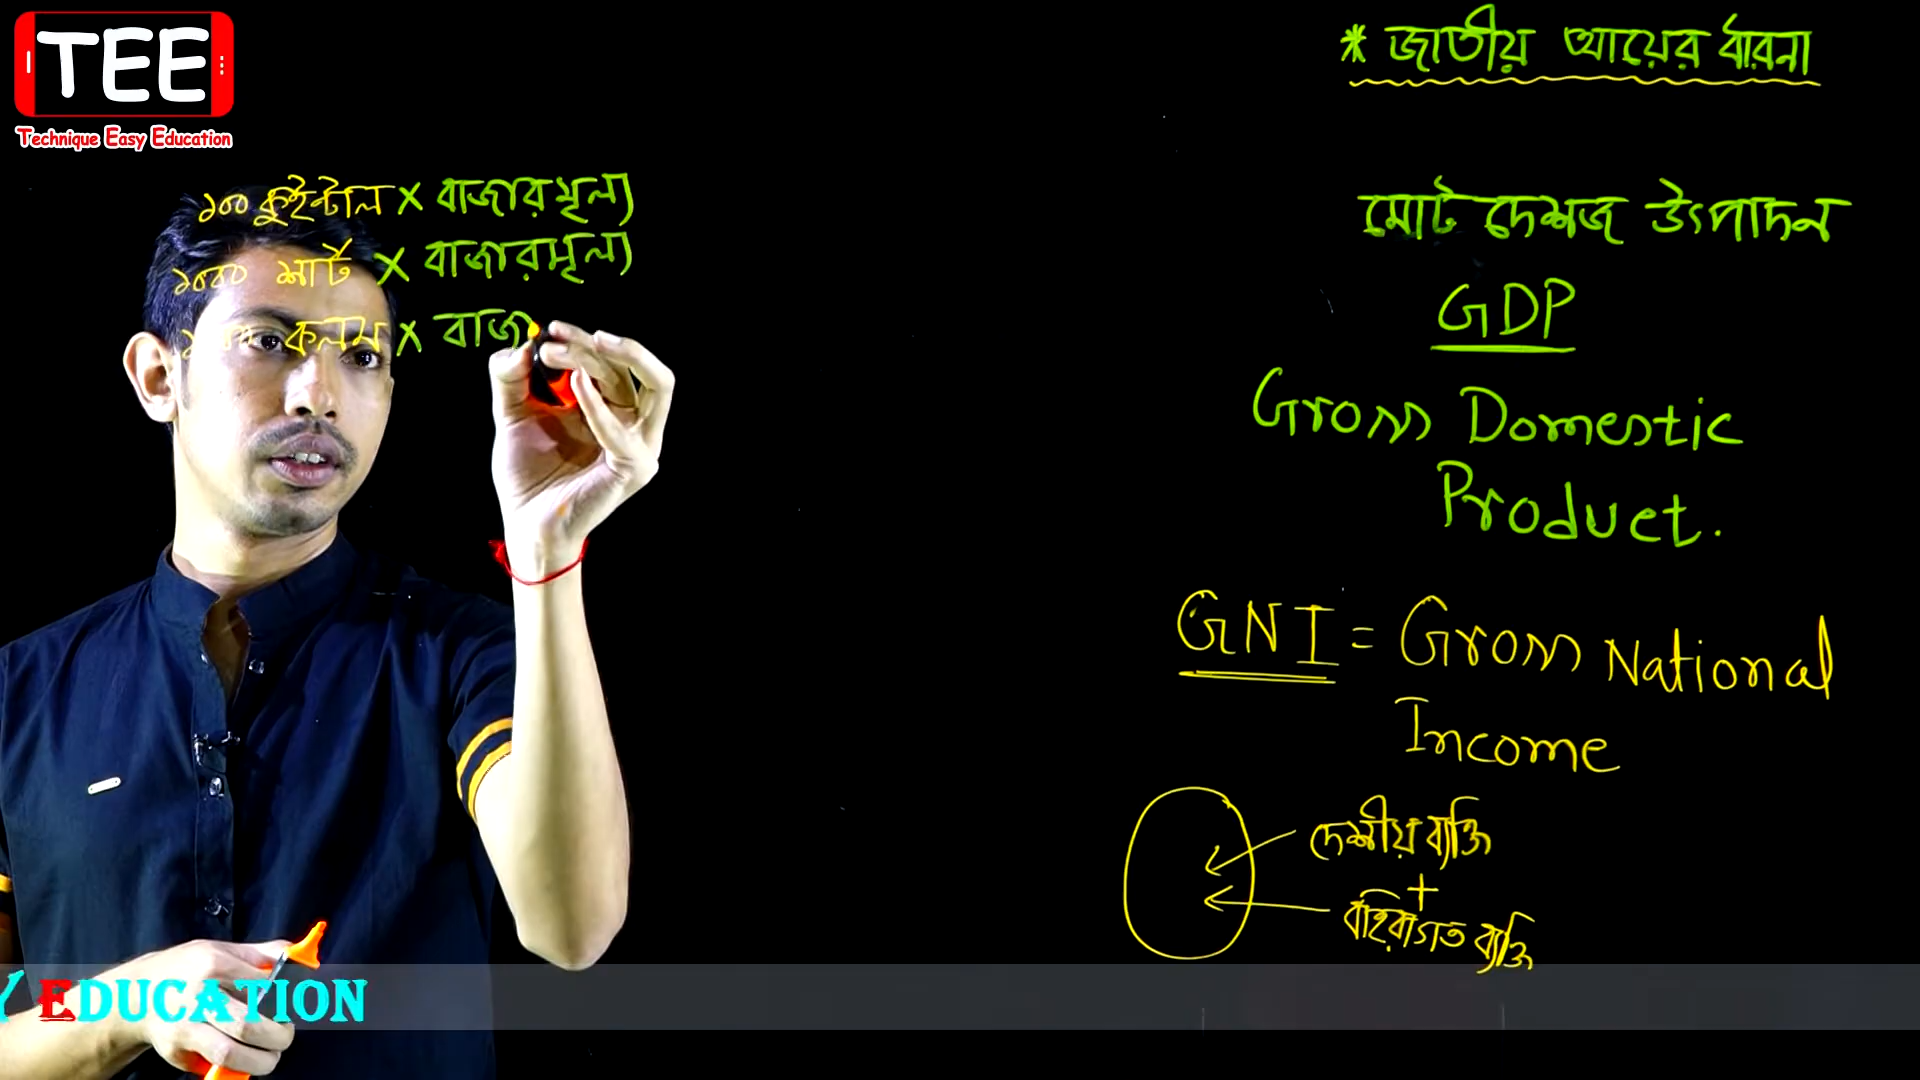 TEE
Technique Easy Education
* জাতীয় আয়ের ধারনা
১০০ কুইন্টাল X বাজারমূল্য
১০০০ শার্ট X বাজারমূল্য
কলম X বাজা
মোট দেশজ উৎপাদন
GDP
Gross Domestic
Product.
GNI = Gross National
Income
দেশীয় ব্যক্তি
+
বহিরাগত ব্যক্তি
Y EDUCATION